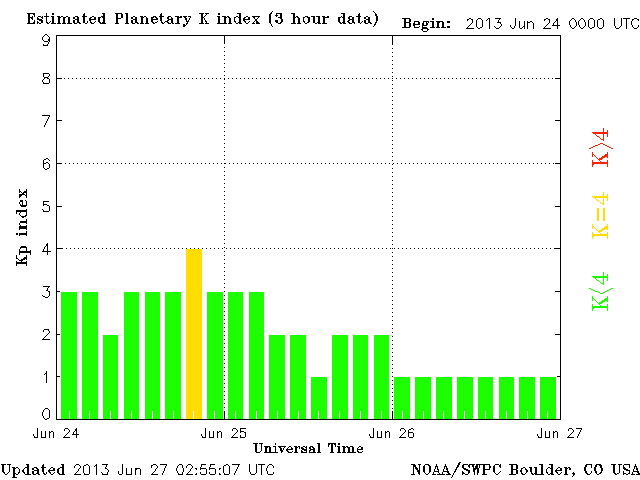 Estimated Planetary K index (3 hour data) Begin: 2013 Jun 24 0000 UTC
9
8
7
6
5
4
3
2
1
0
Kp index
K>4
K=4
K<4
Jun 24 Jun 25 Jun 26 Jun 27
Universal Time
Updated 2013 Jun 27 02:55:07 UTC NOAA/SWPC Boulder, CO USA